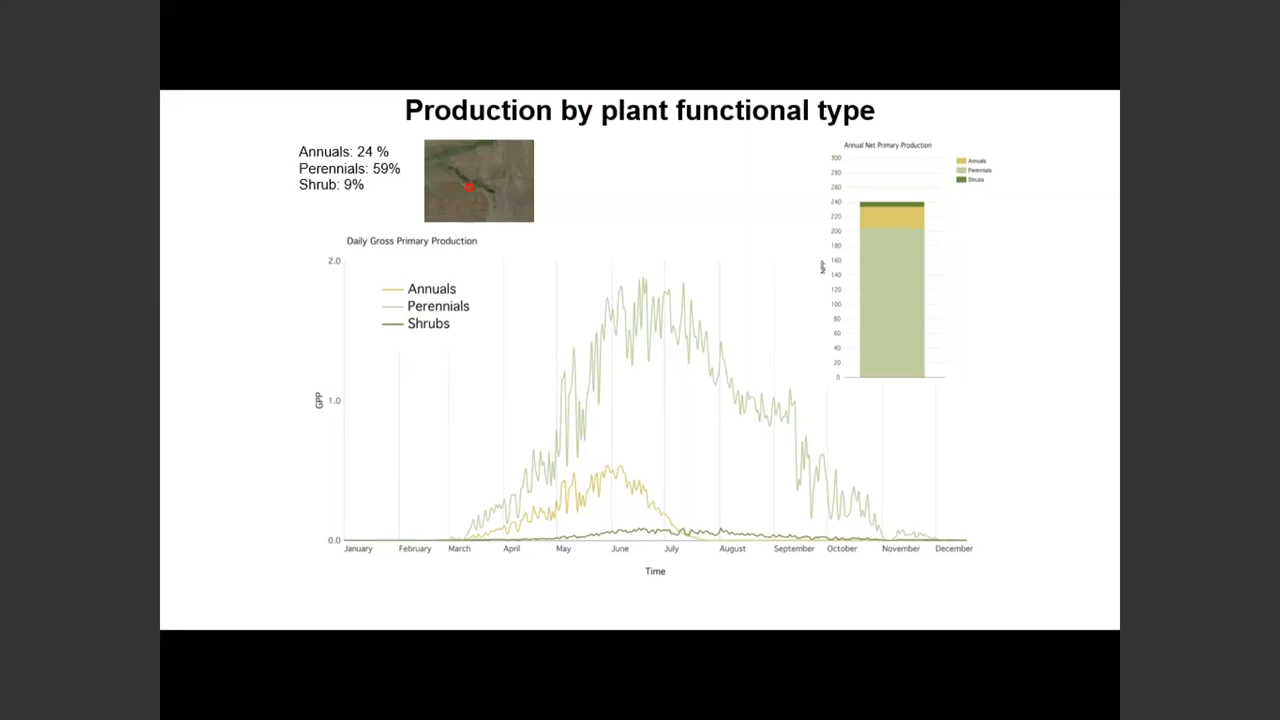 Production by plant functional type
Annuals: 24 %
Perennials: 59%
Shrub: 9%
Annual Net Primary Production
300
280
260
240
220
200
180
160
140
120
100
80
60
40
20
0
NPP
Annuals
Perennials
Shrubs
Daily Gross Primary Production
2.0
1.0
0.0
GPP
Annuals
Perennials
Shrubs
January February March April May June July August September October November December
Time